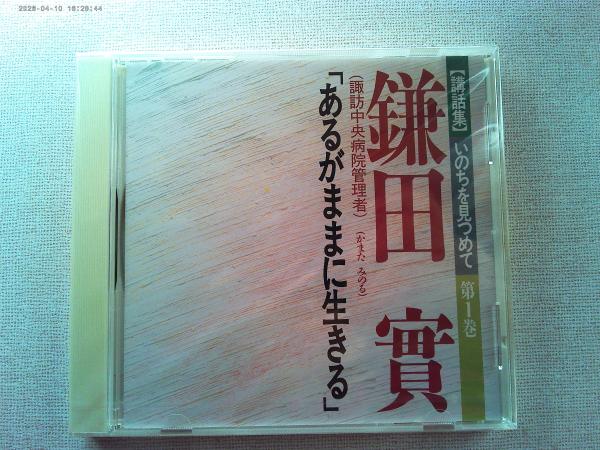 2026-04-10 16:29:44
【講話集】いのちを見つめて 第1巻
鎌田 實
(かまた みのる)
(諏訪中央病院管理者)
「あるがままに生きる」